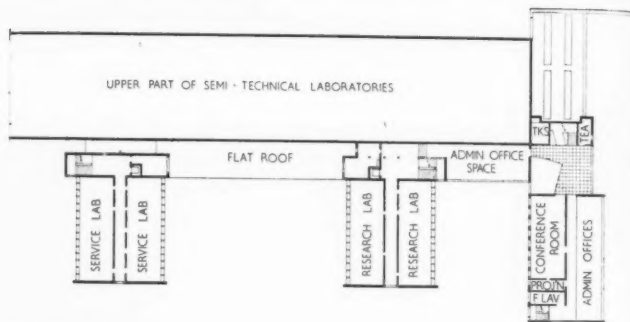 UPPER PART OF SEMI - TECHNICAL LABORATORIES
TKS
TEA
FLAT ROOF
ADMIN OFFICE
SPACE
SERVICE LAB
SERVICE LAB
RESEARCH LAB
RESEARCH LAB
CONFERENCE
ROOM
ADMIN OFFICES
PROJ'N
F LAV